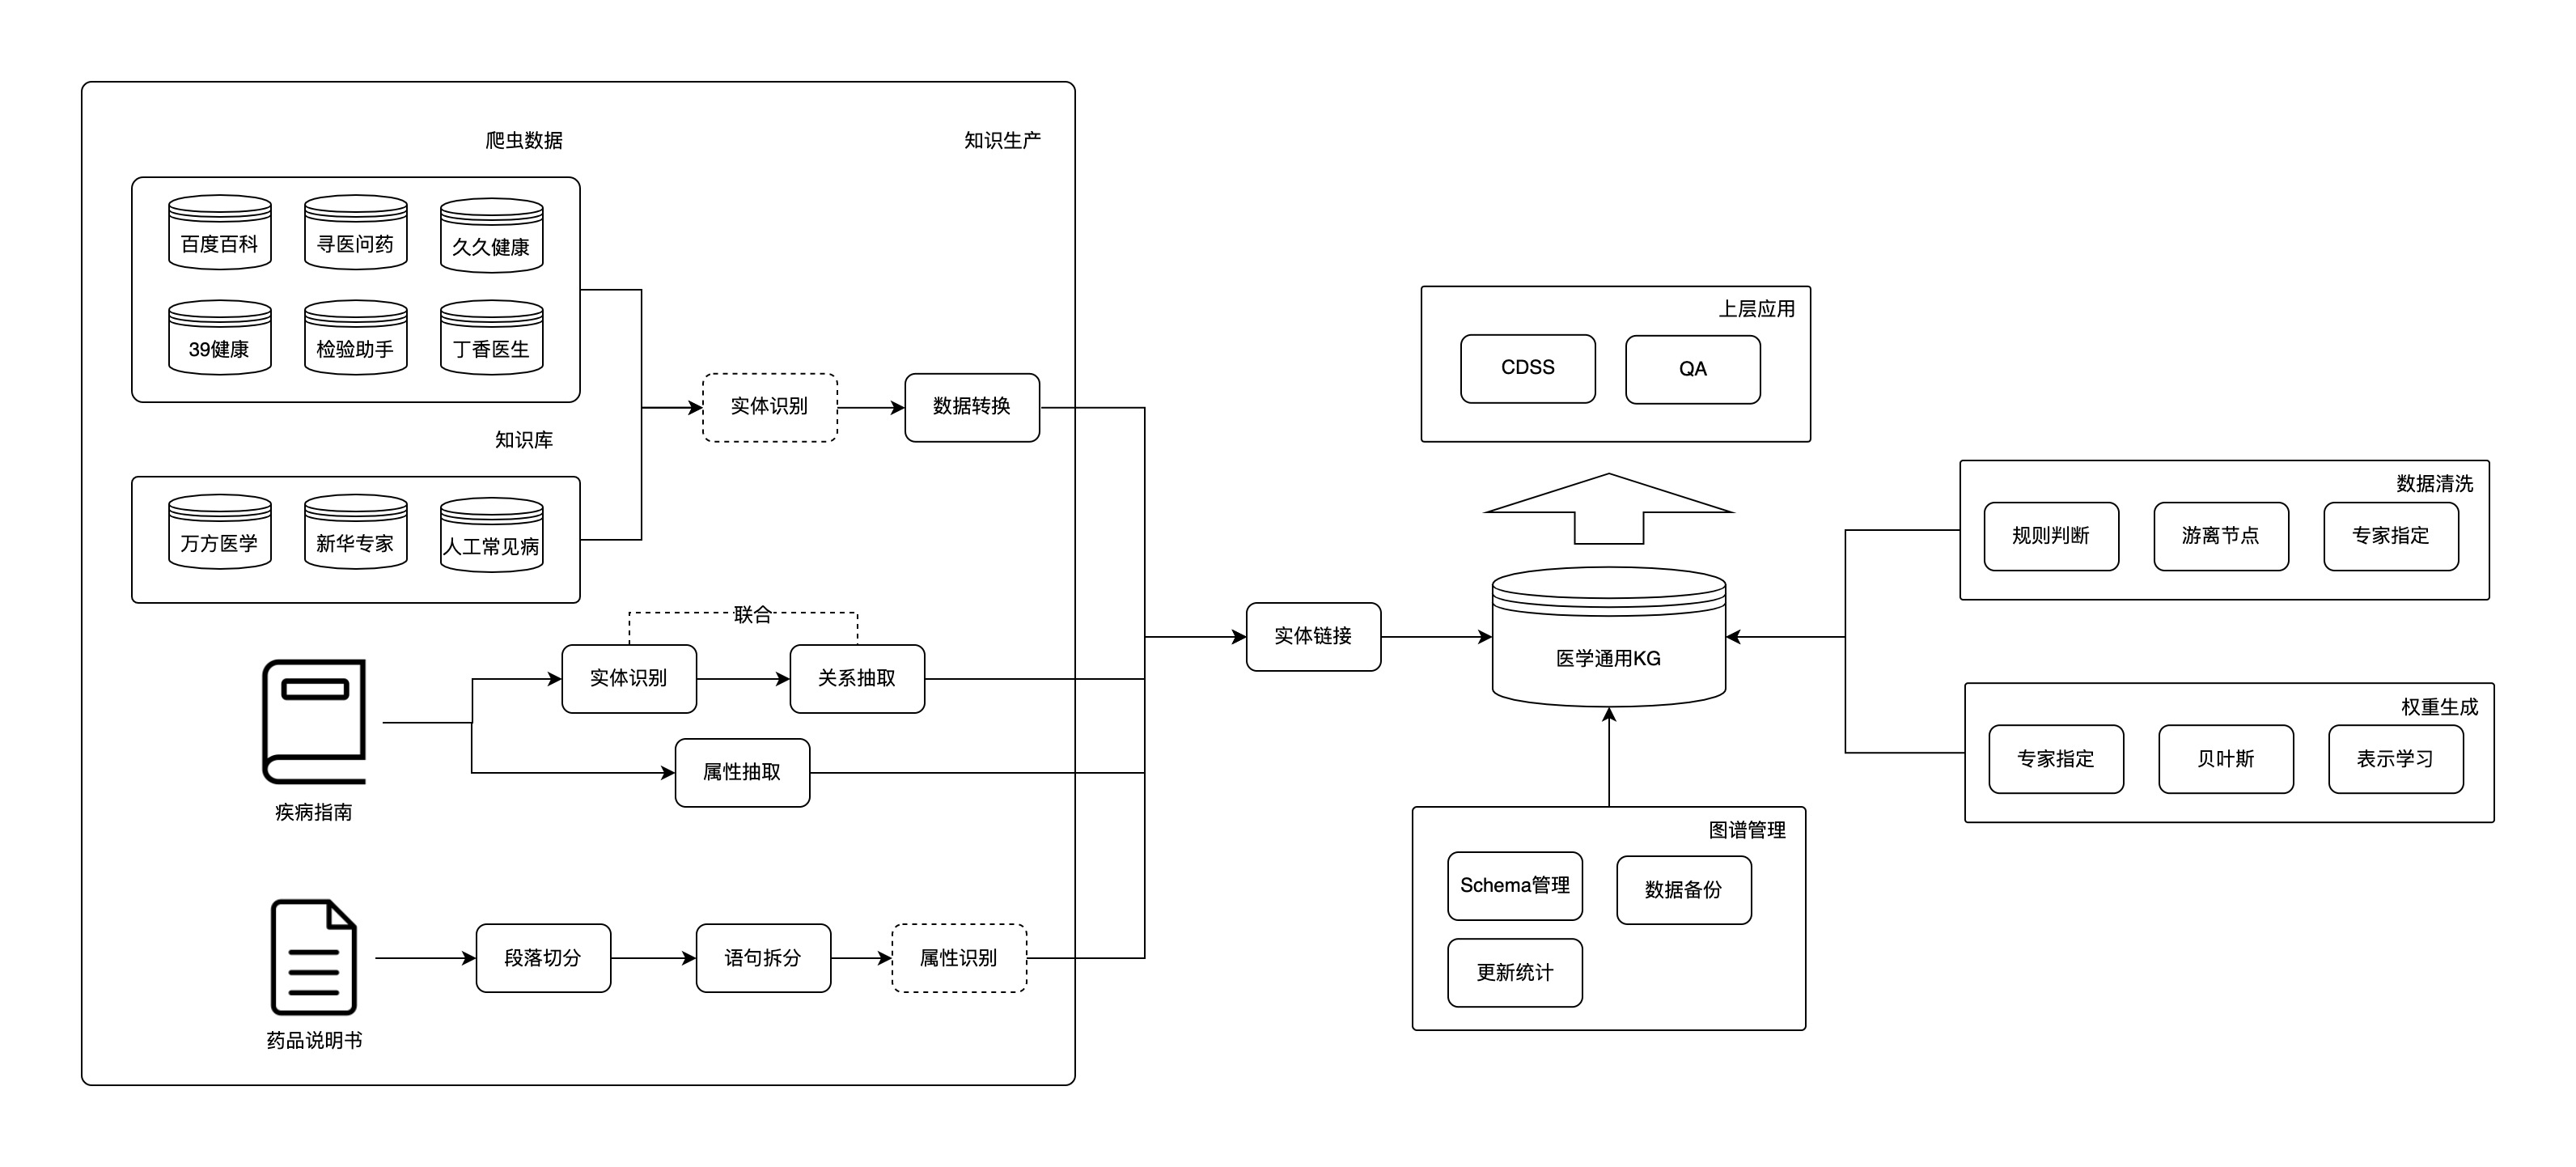 爬虫数据
知识生产
百度百科
寻医问药
久久健康
39健康
检验助手
丁香医生
实体识别
数据转换
知识库
万方医学
新华专家
人工常见病
联合
实体识别
关系抽取
属性抽取
疾病指南
段落切分
语句拆分
属性识别
药品说明书
实体链接
上层应用
CDSS
QA
医学通用KG
图谱管理
Schema管理
数据备份
更新统计
数据清洗
规则判断
游离节点
专家指定
权重生成
专家指定
贝叶斯
表示学习